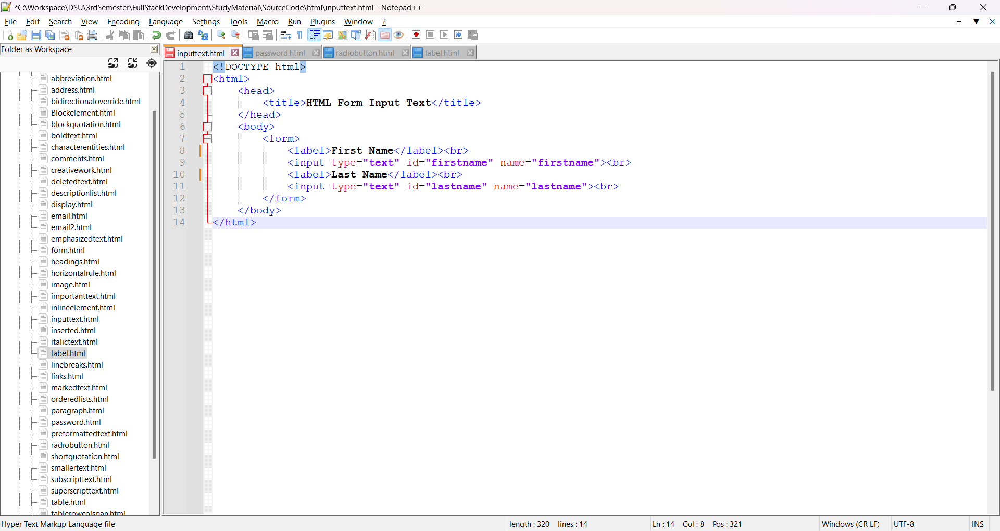 *C:\Workspace\DSU\3rdSemester\FullStackDevelopment\StudyMaterial\SourceCode\html\inputtext.html - Notepad++
File Edit Search View Encoding Language Settings Tools Macro Run Plugins Window ?
Folder as Workspace
inputtext.html password.html radiobutton.html label.html
abbreviation.html
address.html
bidirectionaloverride.html
Blockelement.html
blockquotation.html
boldtext.html
characterentities.html
comments.html
creativework.html
deletedtext.html
descriptionlist.html
display.html
email.html
email2.html
emphasizedtext.html
form.html
headings.html
horizontalrule.html
image.html
importanttext.html
inlineelement.html
inputtext.html
inserted.html
italictext.html
label.html
linebreaks.html
links.html
markedtext.html
orderedlists.html
paragraph.html
password.html
preformattedtext.html
radiobutton.html
shortquotation.html
smallertext.html
subscripttext.html
superscripttext.html
table.html
tablerowcolspan.html
1 <!DOCTYPE html>
2 <html>
3 <head>
4 <title>HTML Form Input Text</title>
5 </head>
6 <body>
7 <form>
8 <label>First Name</label><br>
9 <input type="text" id="firstname" name="firstname"><br>
10 <label>Last Name</label><br>
11 <input type="text" id="lastname" name="lastname"><br>
12 </form>
13 </body>
14 </html>
Hyper Text Markup Language file length : 320 lines : 14 Ln : 14 Col : 8 Pos : 321 Windows (CR LF) UTF-8 INS